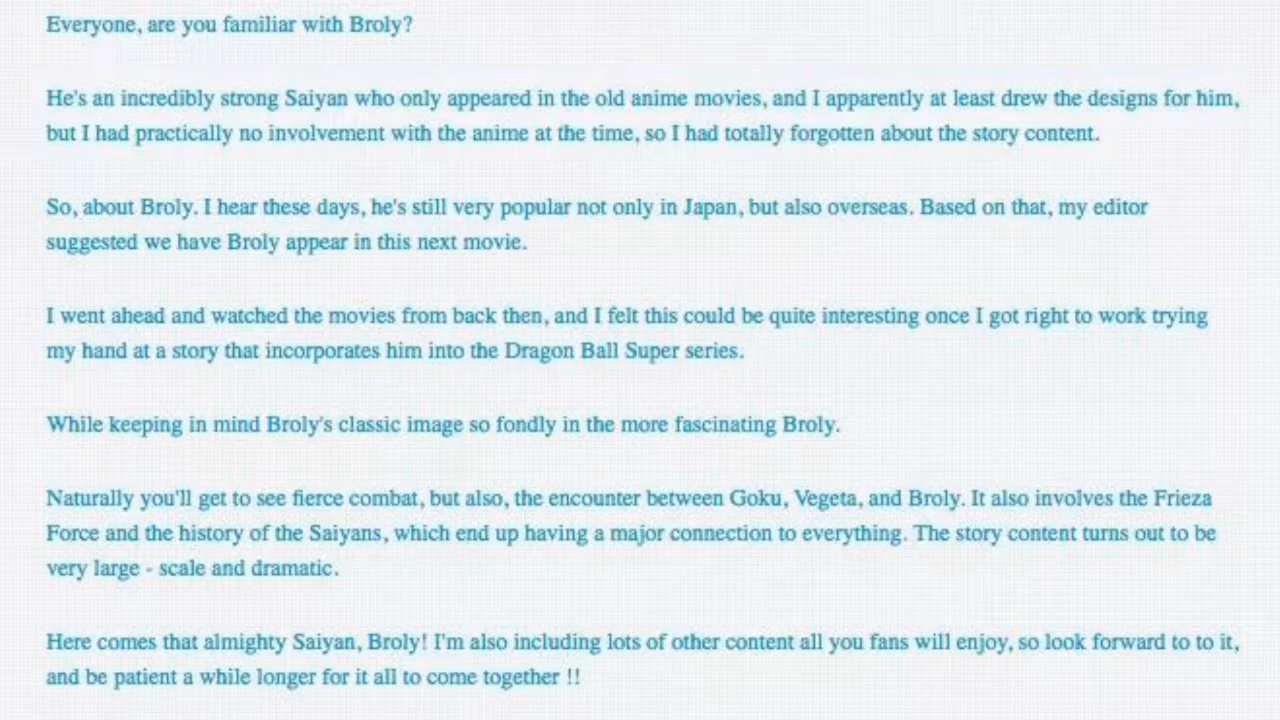 Everyone, are you familiar with Broly?
He's an incredibly strong Saiyan who only appeared in the old anime movies, and I apparently at least drew the designs for him,
but I had practically no involvement with the anime at the time, so I had totally forgotten about the story content.
So, about Broly. I hear these days, he's still very popular not only in Japan, but also overseas. Based on that, my editor
suggested we have Broly appear in this next movie.
I went ahead and watched the movies from back then, and I felt this could be quite interesting once I got right to work trying
my hand at a story that incorporates him into the Dragon Ball Super series.
While keeping in mind Broly's classic image so fondly in the more fascinating Broly.
Naturally you'll get to see fierce combat, but also, the encounter between Goku, Vegeta, and Broly. It also involves the Frieza
Force and the history of the Saiyans, which end up having a major connection to everything. The story content turns out to be
very large - scale and dramatic.
Here comes that almighty Saiyan, Broly! I'm also including lots of other content all you fans will enjoy, so look forward to to it,
and be patient a while longer for it all to come together !!